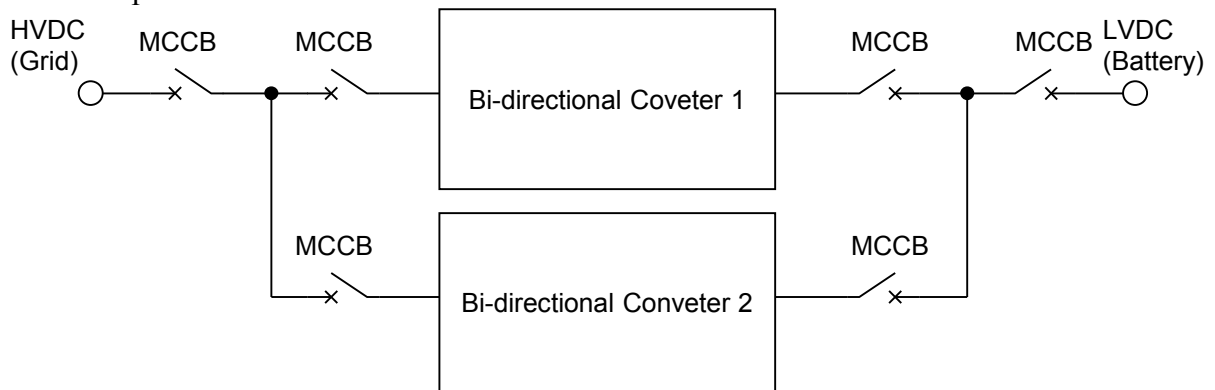 HVDC
(Grid)
MCCB
MCCB
Bi-directional Coveter 1
MCCB
MCCB
LVDC
(Battery)
MCCB
Bi-directional Conveter 2
MCCB